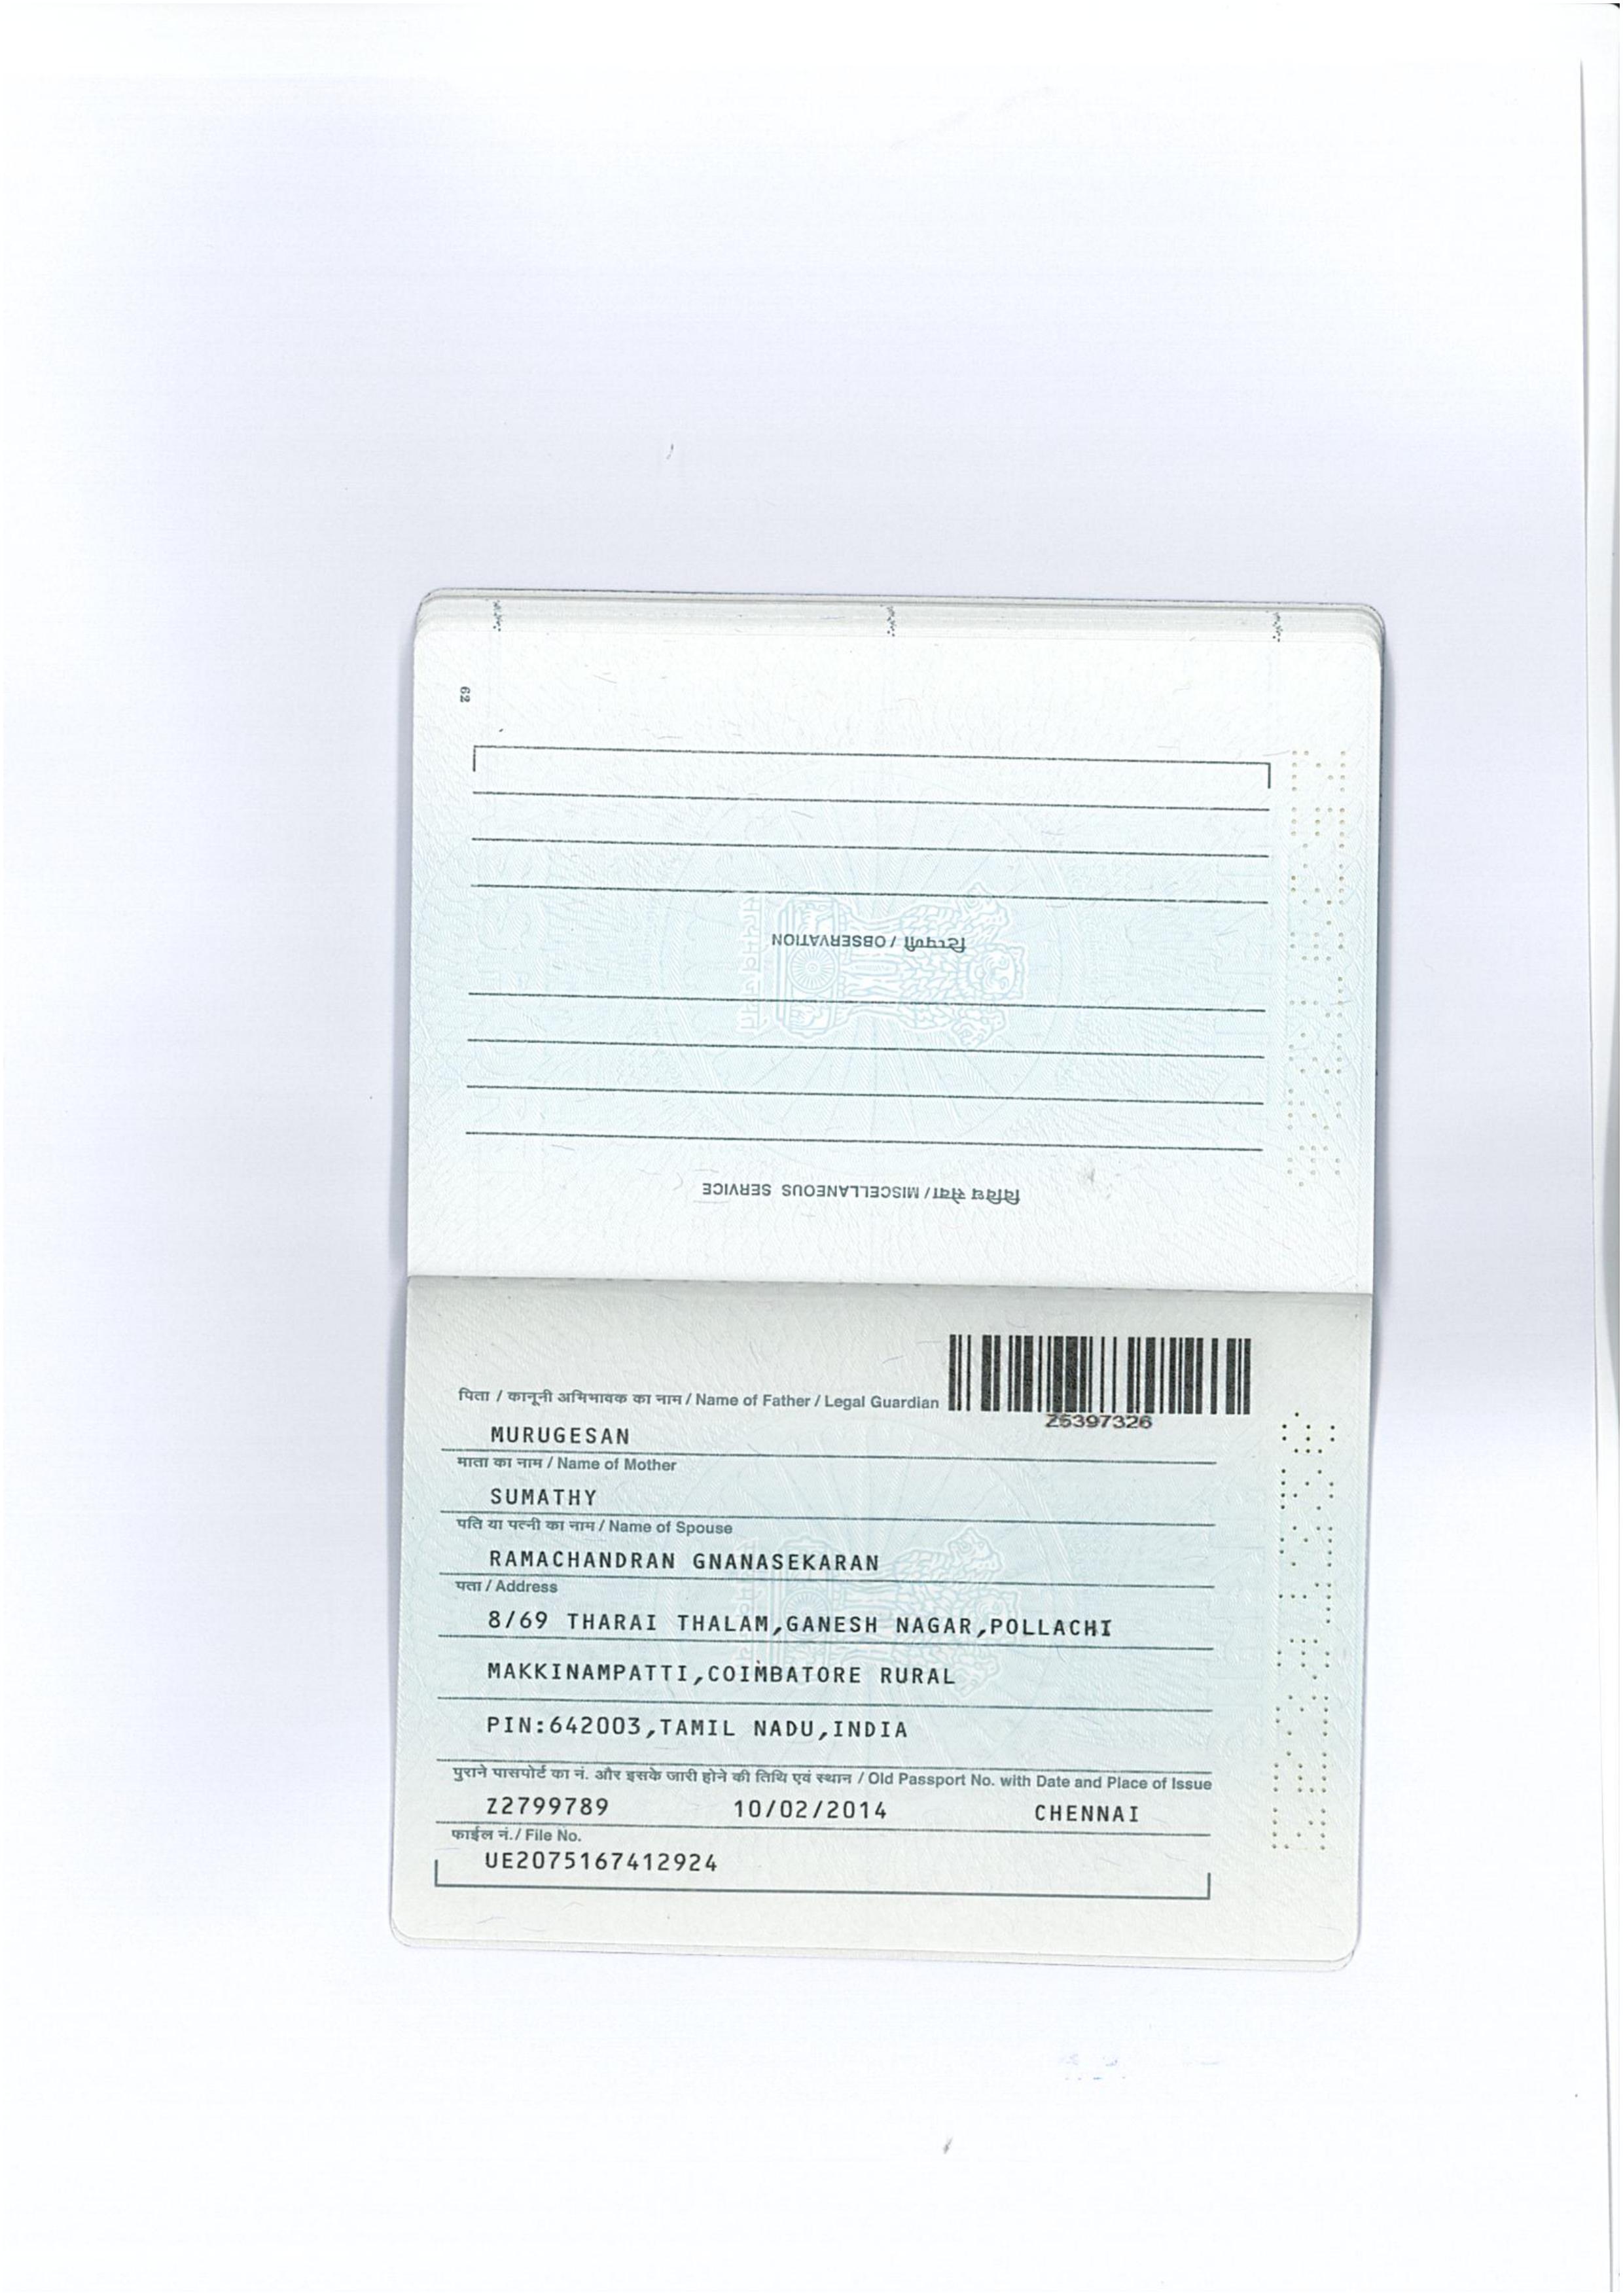 62
टिप्पणी / OBSERVATION
विविध सेवा / MISCELLANEOUS SERVICE
पिता / कानूनी अभिभावक का नाम / Name of Father / Legal Guardian
Z5397326
MURUGESAN
माता का नाम / Name of Mother
SUMATHY
पति या पत्नी का नाम / Name of Spouse
RAMACHANDRAN GNANASEKARAN
पता / Address
8/69 THARAI THALAM,GANESH NAGAR,POLLACHI
MAKKINAMPATTI,COIMBATORE RURAL
PIN:642003,TAMIL NADU,INDIA
पुराने पासपोर्ट का नं. और इसके जारी होने की तिथि एवं स्थान / Old Passport No. with Date and Place of Issue
Z2799789 10/02/2014 CHENNAI
फाईल नं./ File No.
UE2075167412924